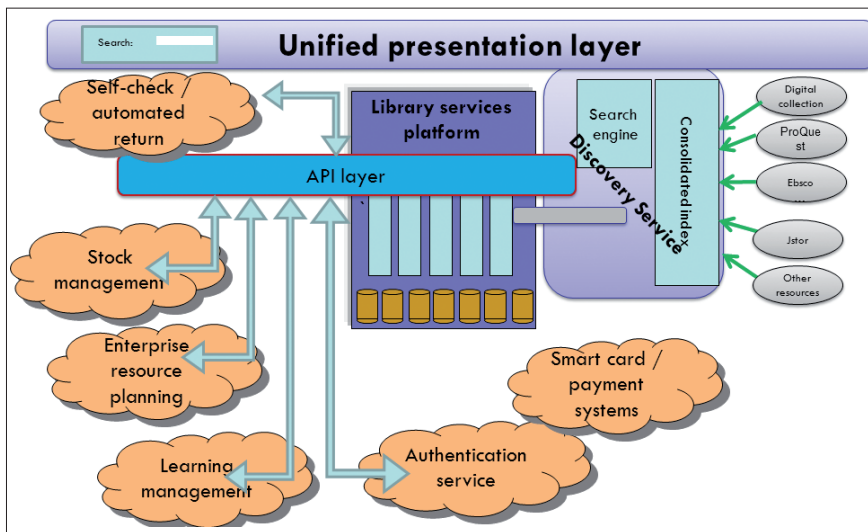 Search:
Unified presentation layer
Self-check /
automated
return
Library services
platform
Search
engine
Consolidated index
Discovery Service
Digital
collection
ProQue
st
Ebsco
...
Jstor
Other
resources
API layer
Stock
management
Enterprise
resource
planning
Learning
management
Authentication
service
Smart card /
payment
systems